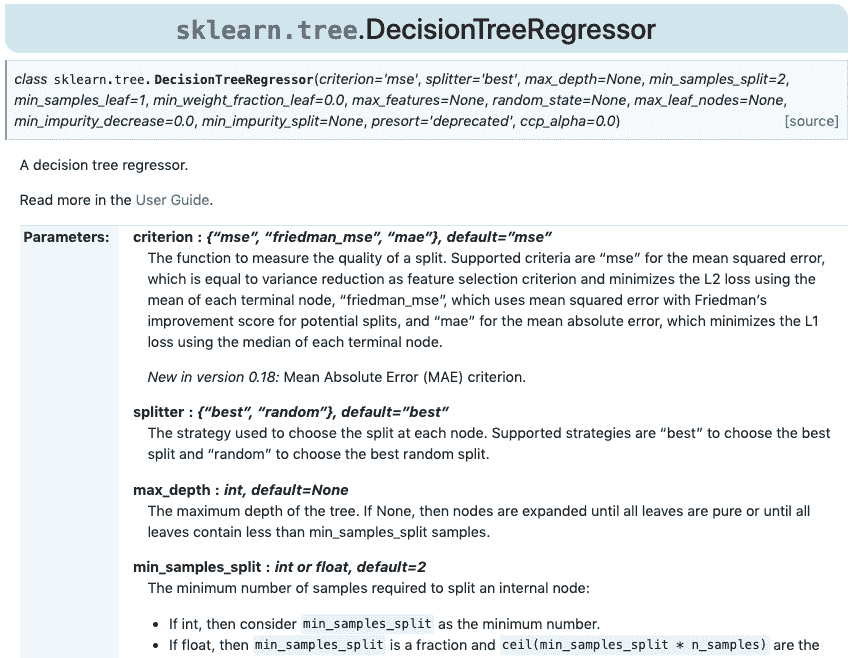 sklearn.tree.DecisionTreeRegressor
class sklearn.tree.DecisionTreeRegressor(criterion='mse', splitter='best', max_depth=None, min_samples_split=2,
min_samples_leaf=1, min_weight_fraction_leaf=0.0, max_features=None, random_state=None, max_leaf_nodes=None,
min_impurity_decrease=0.0, min_impurity_split=None, presort='deprecated', ccp_alpha=0.0) [source]
A decision tree regressor.
Read more in the User Guide.
Parameters: criterion : {“mse”, “friedman_mse”, “mae”}, default=”mse”
The function to measure the quality of a split. Supported criteria are “mse” for the mean squared error,
which is equal to variance reduction as feature selection criterion and minimizes the L2 loss using the
mean of each terminal node, “friedman_mse”, which uses mean squared error with Friedman’s
improvement score for potential splits, and “mae” for the mean absolute error, which minimizes the L1
loss using the median of each terminal node.
New in version 0.18: Mean Absolute Error (MAE) criterion.
splitter : {“best”, “random”}, default=”best”
The strategy used to choose the split at each node. Supported strategies are “best” to choose the best
split and “random” to choose the best random split.
max_depth : int, default=None
The maximum depth of the tree. If None, then nodes are expanded until all leaves are pure or until all
leaves contain less than min_samples_split samples.
min_samples_split : int or float, default=2
The minimum number of samples required to split an internal node:
• If int, then consider min_samples_split as the minimum number.
• If float, then min_samples_split is a fraction and ceil(min_samples_split * n_samples) are the